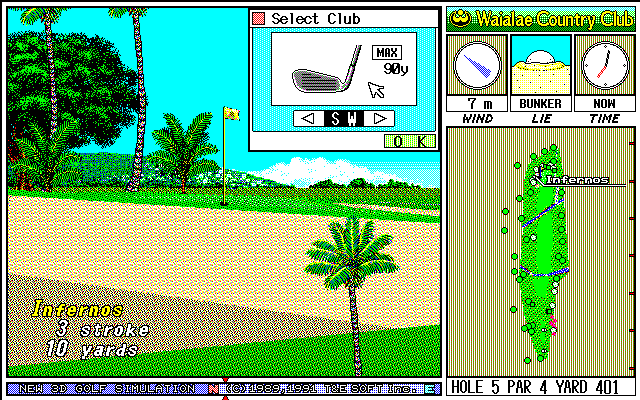 Select Club
MAX
90y
S W
O K
Waialae Country Club
7 m
BUNKER
NOW
WIND
LIE
TIME
Infernos
Infernos
3 stroke
10 yards
NEW 3D GOLF SIMULATION N (C)1989,1991 T&E SOFT Inc. E
HOLE 5 PAR 4 YARD 401